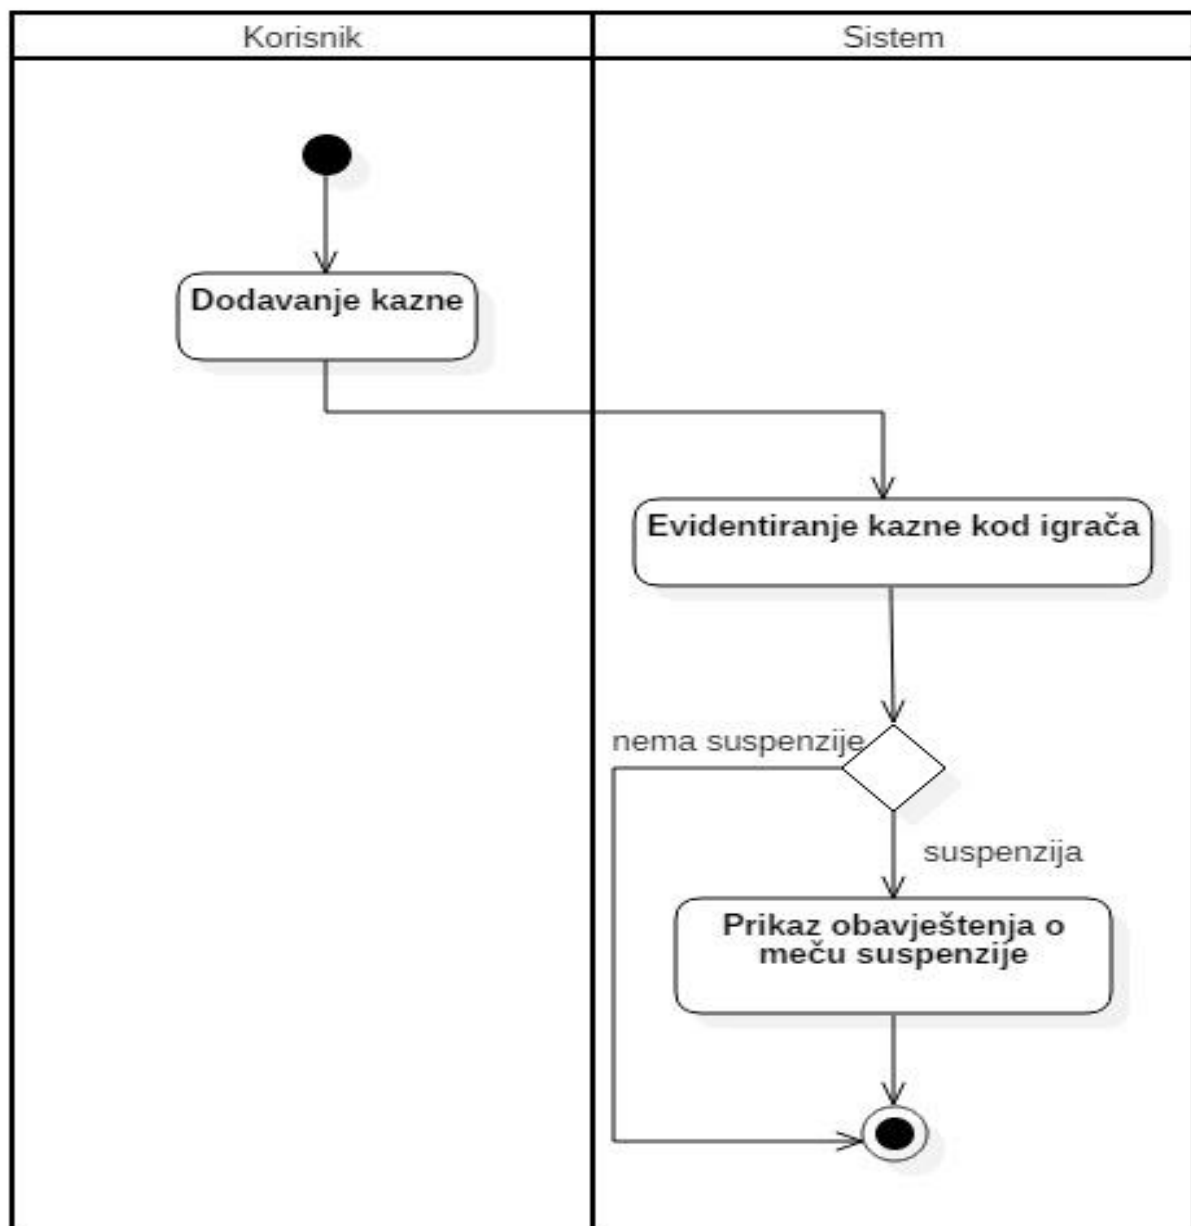 Korisnik
Sistem
Dodavanje kazne
Evidentiranje kazne kod igrača
nema suspenzije
suspenzija
Prikaz obavještenja o
meču suspenzije